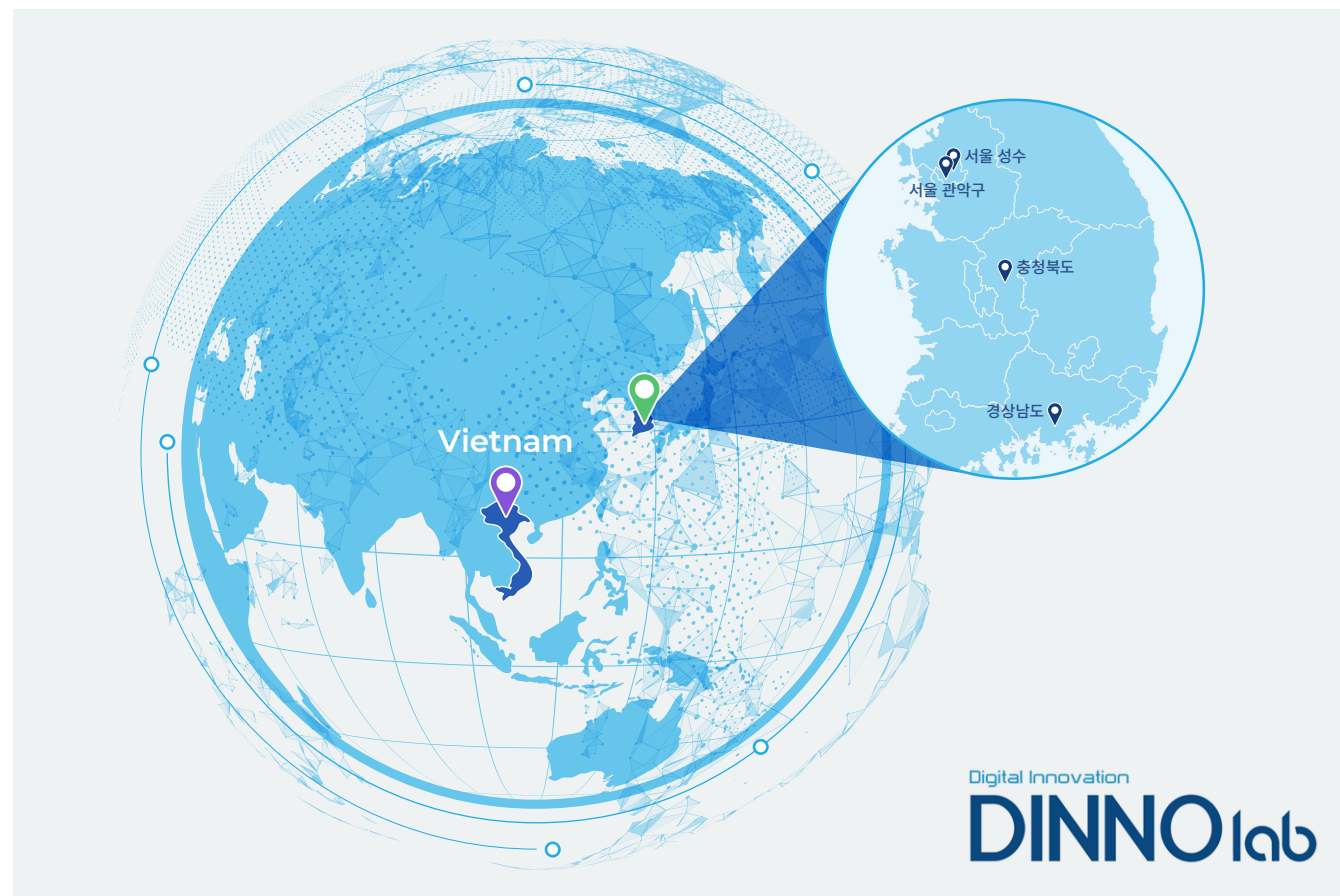 서울 성수
서울 관악구
충청북도
경상남도
Vietnam
Digital Innovation
DINNO lab